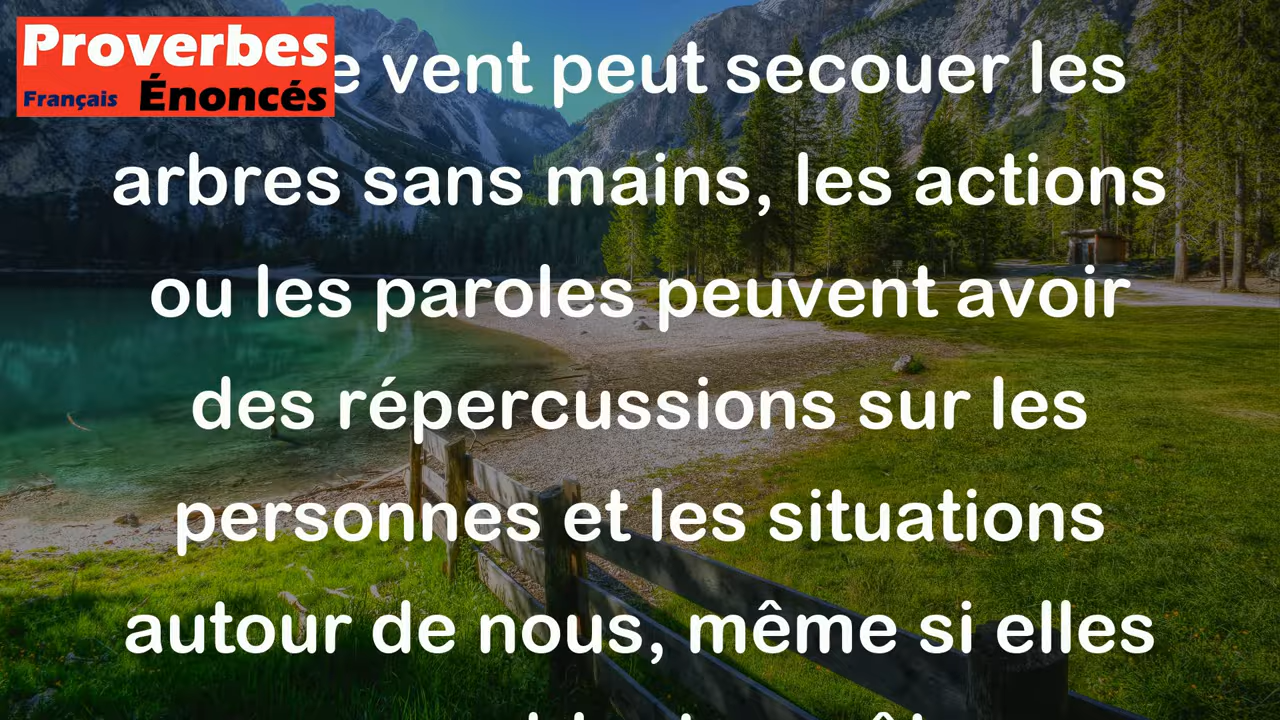 Proverbes
Français Énoncés
e vent peut secouer les
arbres sans mains, les actions
ou les paroles peuvent avoir
des répercussions sur les
personnes et les situations
autour de nous, même si elles